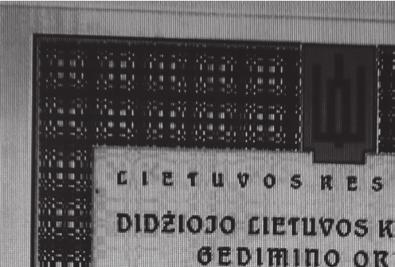 LIETUVOS RES
DIDŽIOJO LIETUVOS K
GEDIMINO OR